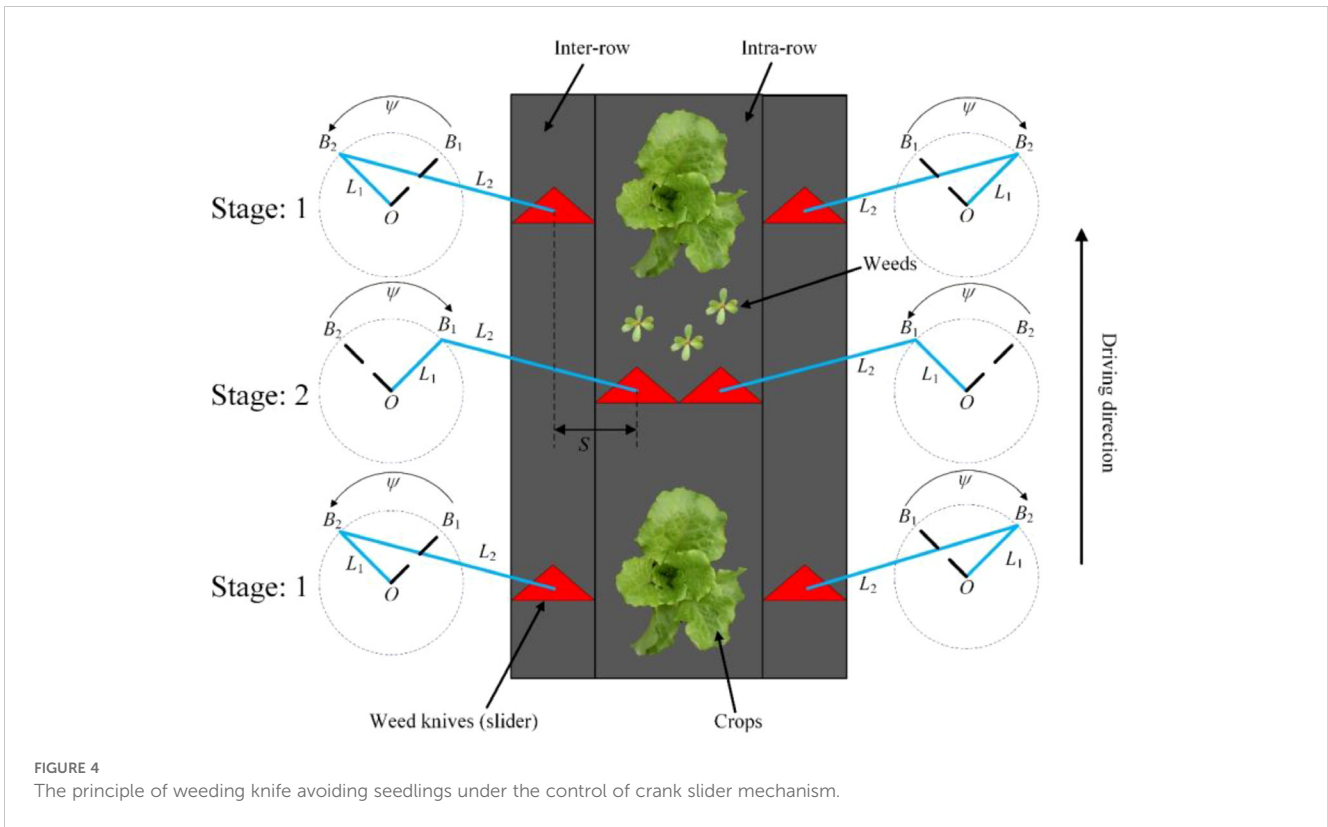 Inter-row
Intra-row
ψ
ψ
B₂
B₁
B₁
B₂
L₁
L₂
L₂
L₁
Stage: 1
O
O
Weeds
ψ
ψ
B₂
B₁
L₂
B₁
B₂
L₁
L₂
L₁
Stage: 2
O
O
S
Driving direction
ψ
ψ
B₂
B₁
B₁
B₂
L₁
L₂
L₂
L₁
Stage: 1
O
O
Weed knives (slider)
Crops
FIGURE 4
The principle of weeding knife avoiding seedlings under the control of crank slider mechanism.